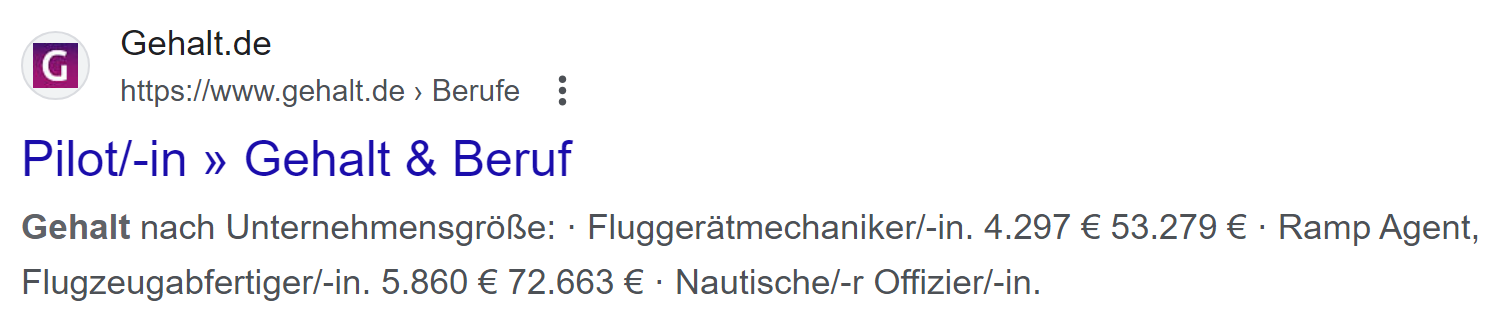 G
Gehalt.de
https://www.gehalt.de › Berufe
Pilot/-in » Gehalt & Beruf
Gehalt nach Unternehmensgröße: · Fluggerätmechaniker/-in. 4.297 € 53.279 € · Ramp Agent,
Flugzeugabfertiger/-in. 5.860 € 72.663 € · Nautische/-r Offizier/-in.